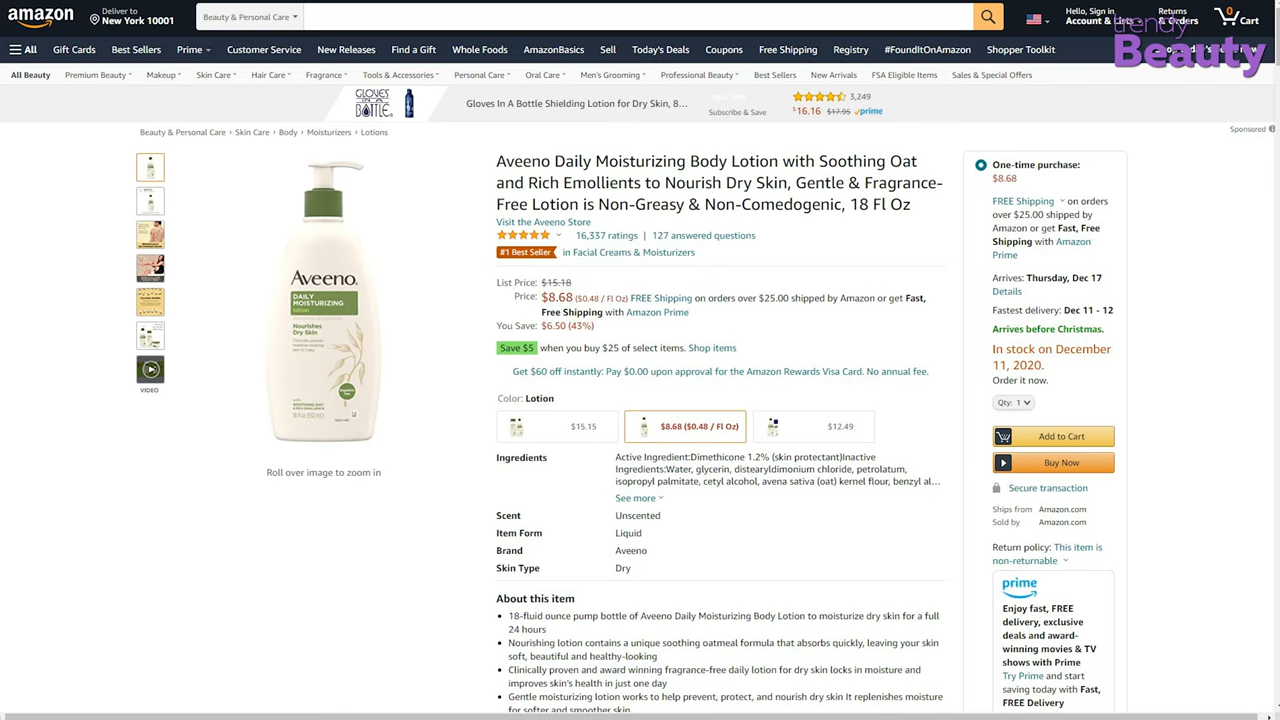 amazon
Deliver to
New York 10001
Beauty & Personal Care
Hello, Sign in
Account & Lists
Returns
& Orders
0
Cart
trendy
Beauty
All
Gift Cards
Best Sellers
Prime
Customer Service
New Releases
Find a Gift
Whole Foods
AmazonBasics
Sell
Today's Deals
Coupons
Free Shipping
Registry
#FoundItOnAmazon
Shopper Toolkit
All Beauty
Premium Beauty
Makeup
Skin Care
Hair Care
Fragrance
Tools & Accessories
Personal Care
Oral Care
Men's Grooming
Professional Beauty
Best Sellers
New Arrivals
FSA Eligible Items
Sales & Special Offers
GLOVES
IN A
BOTTLE
Gloves In A Bottle Shielding Lotion for Dry Skin, 8...
Subscribe & Save
3,249
$16.16 $17.95 prime
Sponsored
Beauty & Personal Care › Skin Care › Body › Moisturizers › Lotions
VIDEO
Aveeno
DAILY
MOISTURIZING
lotion
Nourishes
Dry Skin
Roll over image to zoom in
Aveeno Daily Moisturizing Body Lotion with Soothing Oat
and Rich Emollients to Nourish Dry Skin, Gentle & Fragrance-
Free Lotion is Non-Greasy & Non-Comedogenic, 18 Fl Oz
Visit the Aveeno Store
16,337 ratings | 127 answered questions
#1 Best Seller in Facial Creams & Moisturizers
List Price: $15.18
Price: $8.68 ($0.48 / Fl Oz) FREE Shipping on orders over $25.00 shipped by Amazon or get Fast,
Free Shipping with Amazon Prime
You Save: $6.50 (43%)
Save $5 when you buy $25 of select items. Shop items
Get $60 off instantly: Pay $0.00 upon approval for the Amazon Rewards Visa Card. No annual fee.
Color: Lotion
$15.15
$8.68 ($0.48 / Fl Oz)
$12.49
Ingredients
Active Ingredient:Dimethicone 1.2% (skin protectant)Inactive
Ingredients:Water, glycerin, distearyldimonium chloride, petrolatum,
isopropyl palmitate, cetyl alcohol, avena sativa (oat) kernel flour, benzyl al...
See more
Scent Unscented
Item Form Liquid
Brand Aveeno
Skin Type Dry
About this item
• 18-fluid ounce pump bottle of Aveeno Daily Moisturizing Body Lotion to moisturize dry skin for a full
24 hours
• Nourishing lotion contains a unique soothing oatmeal formula that absorbs quickly, leaving your skin
soft, beautiful and healthy-looking
• Clinically proven and award winning fragrance-free daily lotion for dry skin locks in moisture and
improves skin's health in just one day
• Gentle moisturizing lotion works to help prevent, protect, and nourish dry skin It replenishes moisture
for softer and smoother skin
One-time purchase:
$8.68
FREE Shipping on orders
over $25.00 shipped by
Amazon or get Fast, Free
Shipping with Amazon
Prime
Arrives: Thursday, Dec 17
Details
Fastest delivery: Dec 11 - 12
Arrives before Christmas.
In stock on December
11, 2020.
Order it now.
Qty: 1
Add to Cart
Buy Now
Secure transaction
Ships from Amazon.com
Sold by Amazon.com
Return policy: This item is
non-returnable
prime
Enjoy fast, FREE
delivery, exclusive
deals and award-
winning movies & TV
shows with Prime
Try Prime and start
saving today with Fast,
FREE Delivery